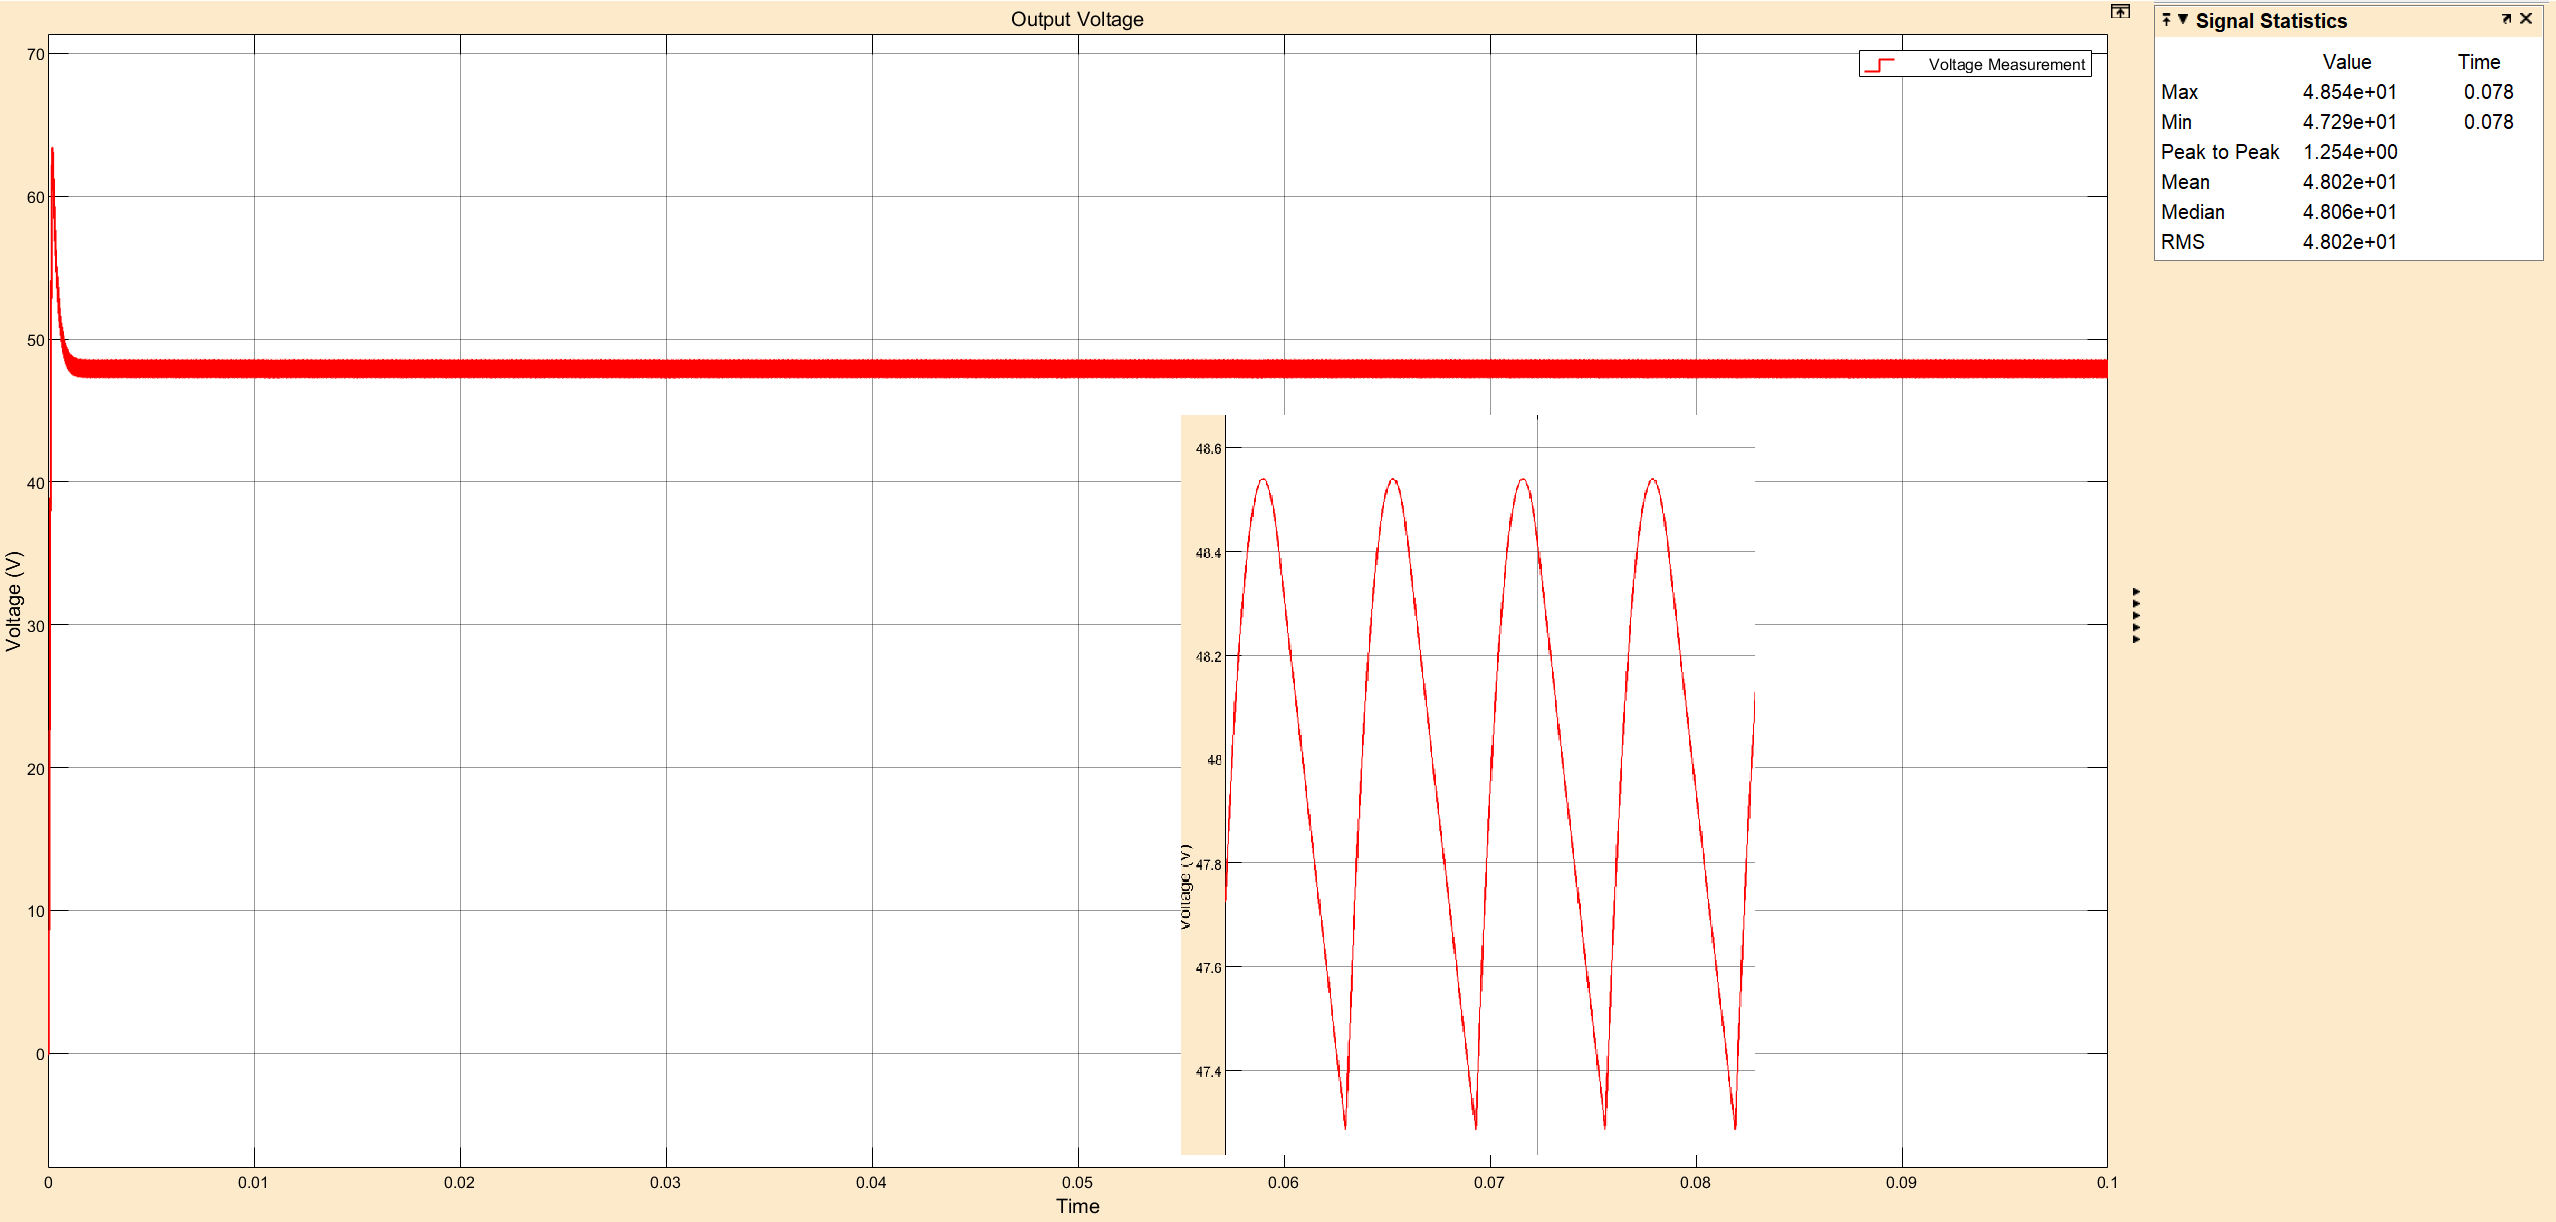 Output Voltage
Voltage Measurement
70
60
50
40
30
20
10
0
Voltage (V)
48.6
48.4
48.2
48
47.8
47.6
47.4
Voltage (V)
0 0.01 0.02 0.03 0.04 0.05 0.06 0.07 0.08 0.09 0.1
Time
Signal Statistics
Value Time
Max 4.854e+01 0.078
Min 4.729e+01 0.078
Peak to Peak 1.254e+00
Mean 4.802e+01
Median 4.806e+01
RMS 4.802e+01